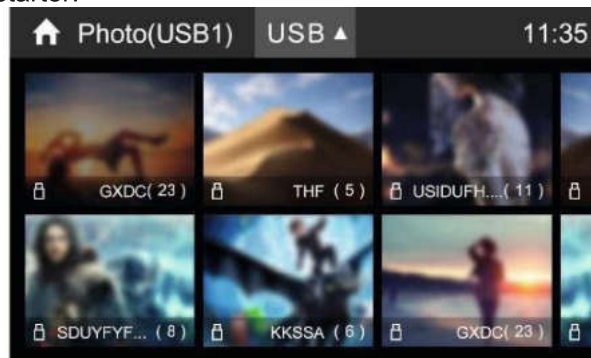 Photo(USB1) USB ▲ 11:35
GXDC( 23 ) THF ( 5 ) USIDUFH....( 11 )
SDUYFYF... ( 8 ) KKSSA ( 6 ) GXDC( 23 )